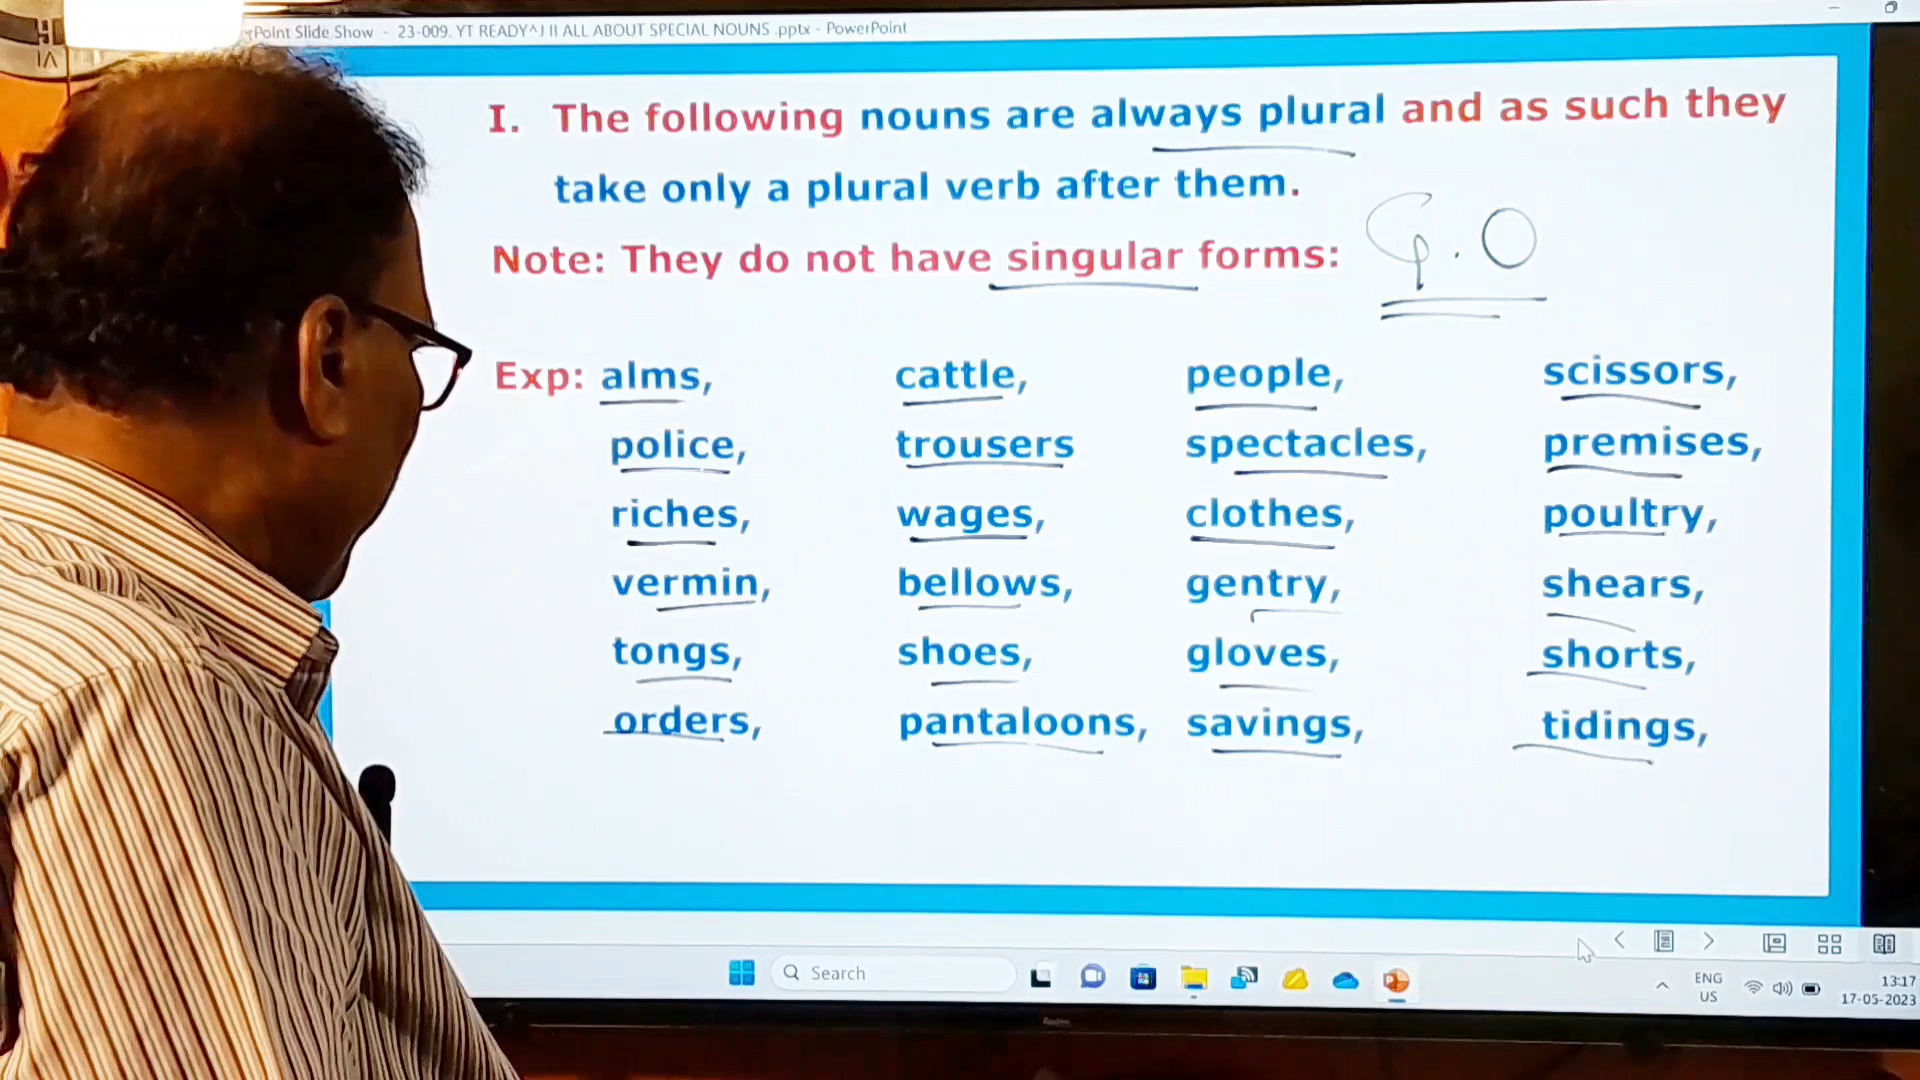 Point Slide Show - 23-009. YT READY^J II ALL ABOUT SPECIAL NOUNS .pptx - PowerPoint
I. The following nouns are always plural and as such they
take only a plural verb after them.
Note: They do not have singular forms:
Exp: alms, cattle, people, scissors,
police, trousers spectacles, premises,
riches, wages, clothes, poultry,
vermin, bellows, gentry, shears,
tongs, shoes, gloves, shorts,
orders, pantaloons, savings, tidings,
Search
ENG
US
13:17
17-05-2023